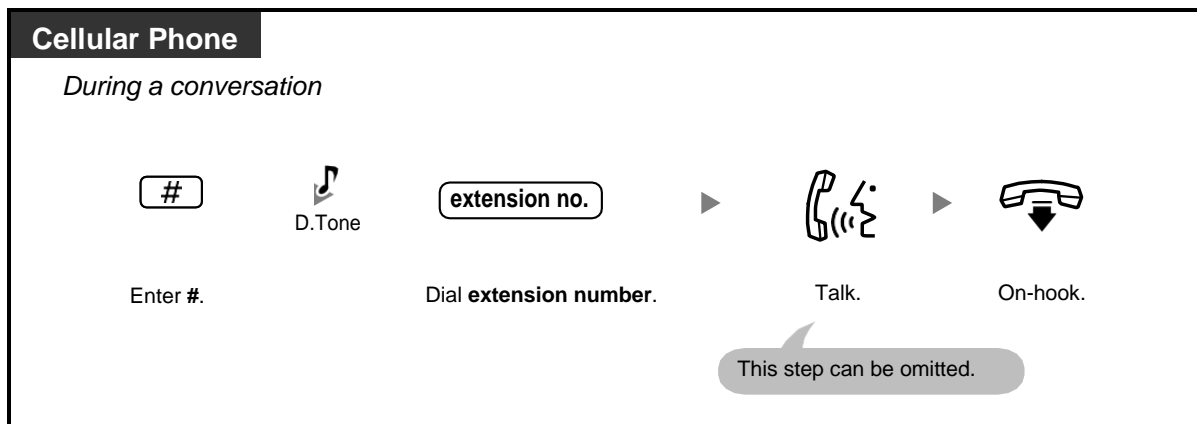 Cellular Phone
During a conversation
#
D.Tone
extension no.
Enter #.
Dial extension number.
Talk.
On-hook.
This step can be omitted.